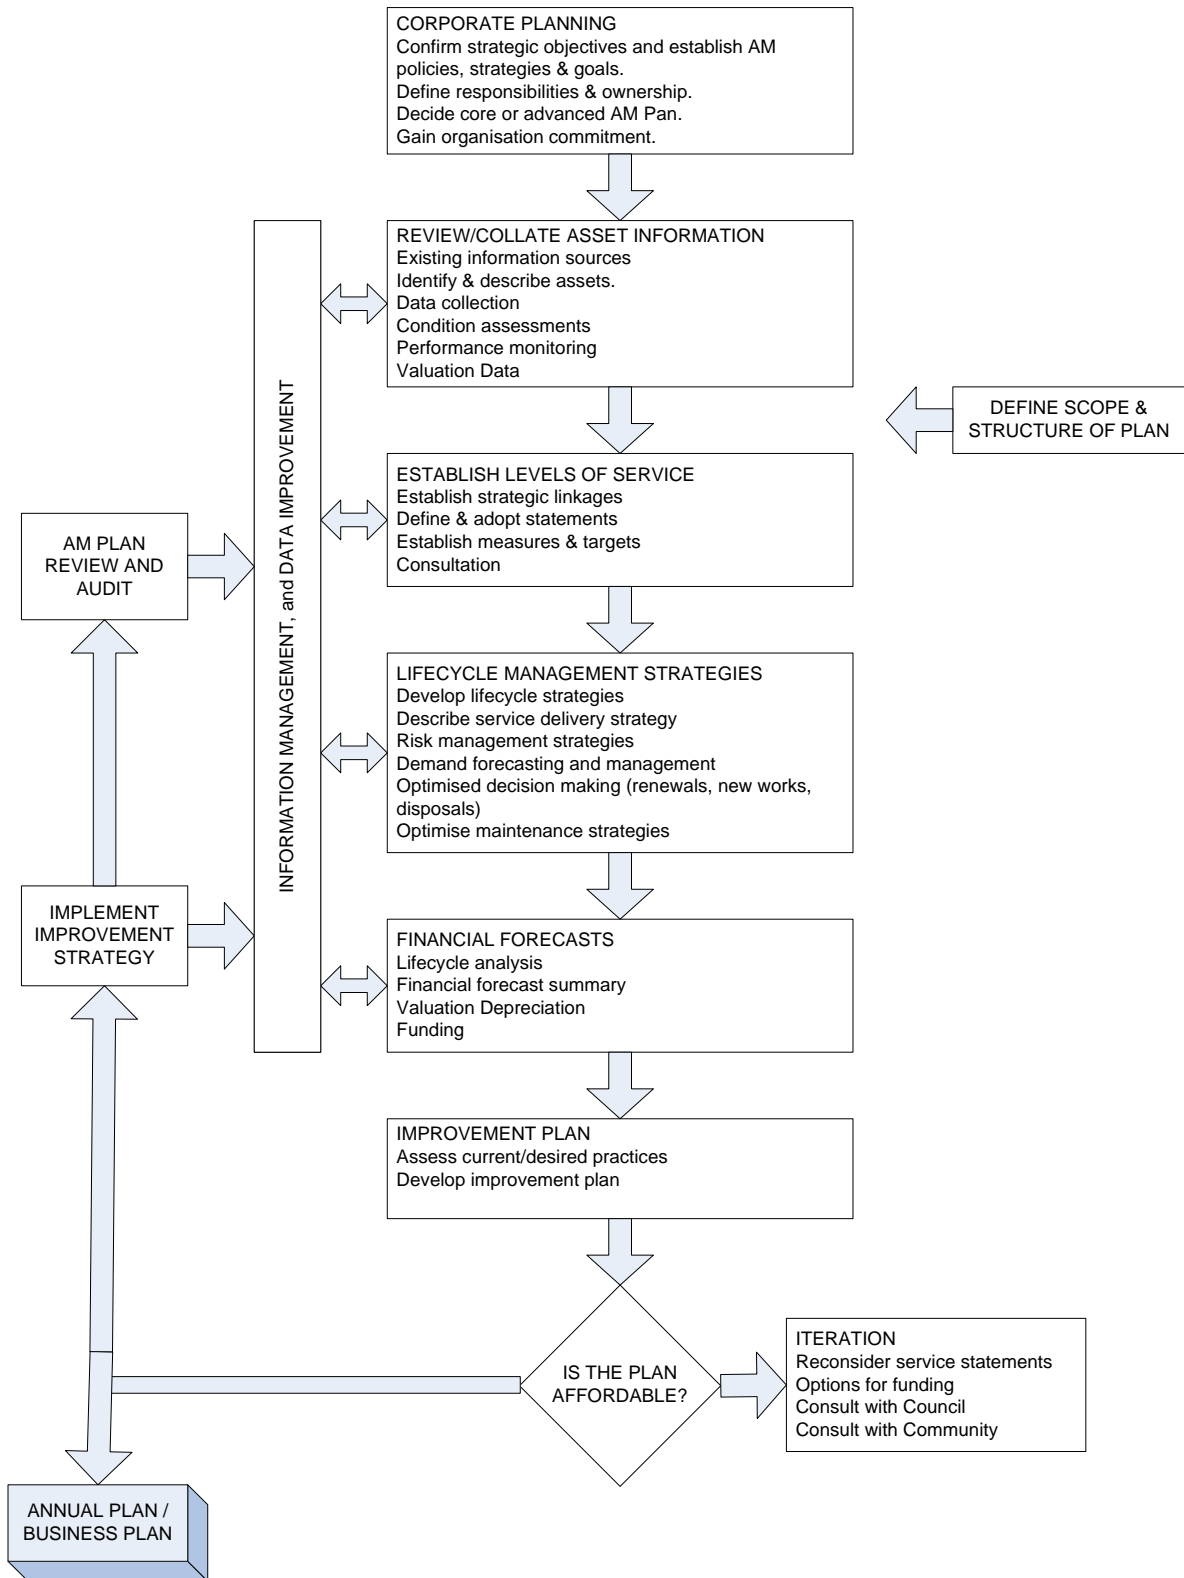 CORPORATE PLANNING
Confirm strategic objectives and establish AM
policies, strategies & goals.
Define responsibilities & ownership.
Decide core or advanced AM Pan.
Gain organisation commitment.
REVIEW/COLLATE ASSET INFORMATION
Existing information sources
Identify & describe assets.
Data collection
Condition assessments
Performance monitoring
Valuation Data
DEFINE SCOPE &
STRUCTURE OF PLAN
INFORMATION MANAGEMENT, and DATA IMPROVEMENT
ESTABLISH LEVELS OF SERVICE
Establish strategic linkages
Define & adopt statements
Establish measures & targets
Consultation
AM PLAN
REVIEW AND
AUDIT
LIFECYCLE MANAGEMENT STRATEGIES
Develop lifecycle strategies
Describe service delivery strategy
Risk management strategies
Demand forecasting and management
Optimised decision making (renewals, new works,
disposals)
Optimise maintenance strategies
IMPLEMENT
IMPROVEMENT
STRATEGY
FINANCIAL FORECASTS
Lifecycle analysis
Financial forecast summary
Valuation Depreciation
Funding
IMPROVEMENT PLAN
Assess current/desired practices
Develop improvement plan
IS THE PLAN
AFFORDABLE?
ITERATION
Reconsider service statements
Options for funding
Consult with Council
Consult with Community
ANNUAL PLAN /
BUSINESS PLAN